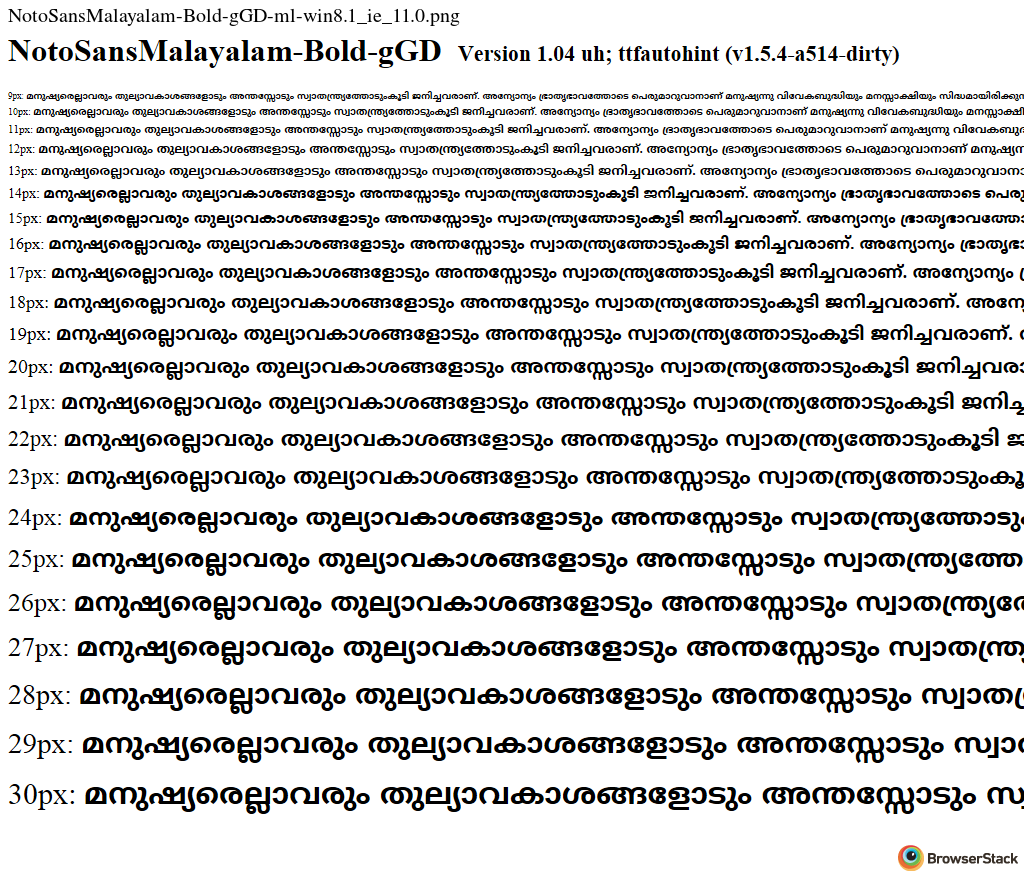 NotoSansMalayalam-Bold-gGD-ml-win8.1_ie_11.0.png
NotoSansMalayalam-Bold-gGD Version 1.04 uh; ttfautohint (v1.5.4-a514-dirty)
9px: മനുഷ്യരെല്ലാവരും തുല്യാവകാശങ്ങളോടും അന്തസ്സോടും സ്വാതന്ത്ര്യത്തോടുംകൂടി ജനിച്ചവരാണ്. അന്യോന്യം ഭ്രാതൃഭാവത്തോടെ പെരുമാറുവാനാണ് മനുഷ്യന്നു വിവേകബുദ്ധിയും മനസ്സാക്ഷിയും സിദ്ധമായിരിക്കുന
10px: മനുഷ്യരെല്ലാവരും തുല്യാവകാശങ്ങളോടും അന്തസ്സോടും സ്വാതന്ത്ര്യത്തോടുംകൂടി ജനിച്ചവരാണ്. അന്യോന്യം ഭ്രാതൃഭാവത്തോടെ പെരുമാറുവാനാണ് മനുഷ്യന്നു വിവേകബുദ്ധിയും മനസ്സാക്ഷി
11px: മനുഷ്യരെല്ലാവരും തുല്യാവകാശങ്ങളോടും അന്തസ്സോടും സ്വാതന്ത്ര്യത്തോടുംകൂടി ജനിച്ചവരാണ്. അന്യോന്യം ഭ്രാതൃഭാവത്തോടെ പെരുമാറുവാനാണ് മനുഷ്യന്നു വിവേകബുദ
12px: മനുഷ്യരെല്ലാവരും തുല്യാവകാശങ്ങളോടും അന്തസ്സോടും സ്വാതന്ത്ര്യത്തോടുംകൂടി ജനിച്ചവരാണ്. അന്യോന്യം ഭ്രാതൃഭാവത്തോടെ പെരുമാറുവാനാണ് മനുഷ്യന
13px: മനുഷ്യരെല്ലാവരും തുല്യാവകാശങ്ങളോടും അന്തസ്സോടും സ്വാതന്ത്ര്യത്തോടുംകൂടി ജനിച്ചവരാണ്. അന്യോന്യം ഭ്രാതൃഭാവത്തോടെ പെരുമാറുവാനാ
14px: മനുഷ്യരെല്ലാവരും തുല്യാവകാശങ്ങളോടും അന്തസ്സോടും സ്വാതന്ത്ര്യത്തോടുംകൂടി ജനിച്ചവരാണ്. അന്യോന്യം ഭ്രാതൃഭാവത്തോടെ പെരു
15px: മനുഷ്യരെല്ലാവരും തുല്യാവകാശങ്ങളോടും അന്തസ്സോടും സ്വാതന്ത്ര്യത്തോടുംകൂടി ജനിച്ചവരാണ്. അന്യോന്യം ഭ്രാതൃഭാവത്തോ
16px: മനുഷ്യരെല്ലാവരും തുല്യാവകാശങ്ങളോടും അന്തസ്സോടും സ്വാതന്ത്ര്യത്തോടുംകൂടി ജനിച്ചവരാണ്. അന്യോന്യം ഭ്രാതൃഭാ
17px: മനുഷ്യരെല്ലാവരും തുല്യാവകാശങ്ങളോടും അന്തസ്സോടും സ്വാതന്ത്ര്യത്തോടുംകൂടി ജനിച്ചവരാണ്. അന്യോന്യം
18px: മനുഷ്യരെല്ലാവരും തുല്യാവകാശങ്ങളോടും അന്തസ്സോടും സ്വാതന്ത്ര്യത്തോടുംകൂടി ജനിച്ചവരാണ്. അന്യേ
19px: മനുഷ്യരെല്ലാവരും തുല്യാവകാശങ്ങളോടും അന്തസ്സോടും സ്വാതന്ത്ര്യത്തോടുംകൂടി ജനിച്ചവരാണ്.
20px: മനുഷ്യരെല്ലാവരും തുല്യാവകാശങ്ങളോടും അന്തസ്സോടും സ്വാതന്ത്ര്യത്തോടുംകൂടി ജനിച്ചവരാ
21px: മനുഷ്യരെല്ലാവരും തുല്യാവകാശങ്ങളോടും അന്തസ്സോടും സ്വാതന്ത്ര്യത്തോടുംകൂടി ജനിച്ച
22px: മനുഷ്യരെല്ലാവരും തുല്യാവകാശങ്ങളോടും അന്തസ്സോടും സ്വാതന്ത്ര്യത്തോടുംകൂടി ജ
23px: മനുഷ്യരെല്ലാവരും തുല്യാവകാശങ്ങളോടും അന്തസ്സോടും സ്വാതന്ത്ര്യത്തോടുംകൂ
24px: മനുഷ്യരെല്ലാവരും തുല്യാവകാശങ്ങളോടും അന്തസ്സോടും സ്വാതന്ത്ര്യത്തോടും
25px: മനുഷ്യരെല്ലാവരും തുല്യാവകാശങ്ങളോടും അന്തസ്സോടും സ്വാതന്ത്ര്യത്തോ
26px: മനുഷ്യരെല്ലാവരും തുല്യാവകാശങ്ങളോടും അന്തസ്സോടും സ്വാതന്ത്ര്യ
27px: മനുഷ്യരെല്ലാവരും തുല്യാവകാശങ്ങളോടും അന്തസ്സോടും സ്വാതന്ത്ര്യ
28px: മനുഷ്യരെല്ലാവരും തുല്യാവകാശങ്ങളോടും അന്തസ്സോടും സ്വാത
29px: മനുഷ്യരെല്ലാവരും തുല്യാവകാശങ്ങളോടും അന്തസ്സോടും സ്വാ
30px: മനുഷ്യരെല്ലാവരും തുല്യാവകാശങ്ങളോടും അന്തസ്സോടും സ്വ
BrowserStack